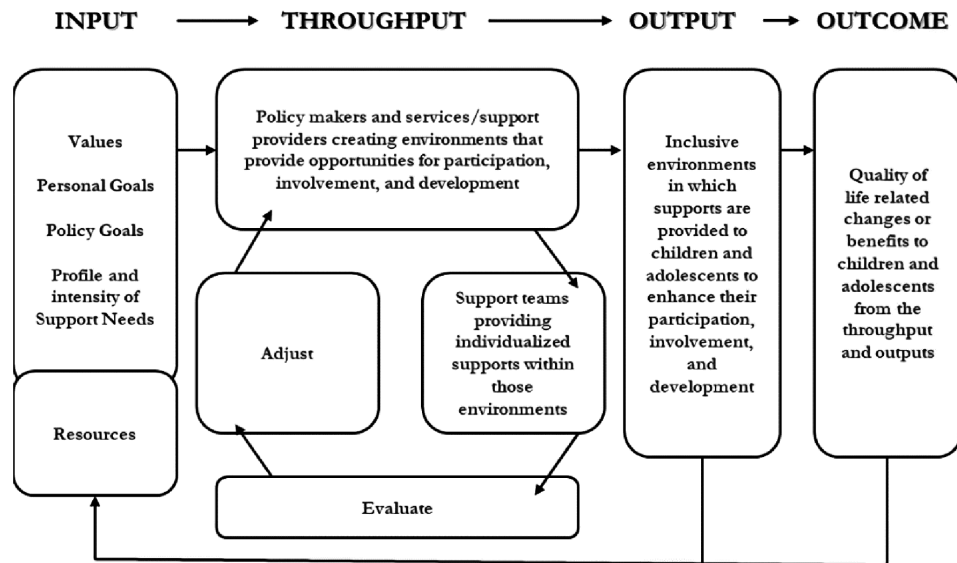 INPUT THROUGHPUT OUTPUT OUTCOME
Values
Personal Goals
Policy Goals
Profile and
intensity of
Support Needs
Resources
Policy makers and services/support
providers creating environments that
provide opportunities for participation,
involvement, and development
Adjust
Support teams
providing
individualized
supports within
those
environments
Evaluate
Inclusive
environments
in which
supports are
provided to
children and
adolescents to
enhance their
participation,
involvement,
and
development
Quality of
life related
changes or
benefits to
children and
adolescents
from the
throughput
and outputs